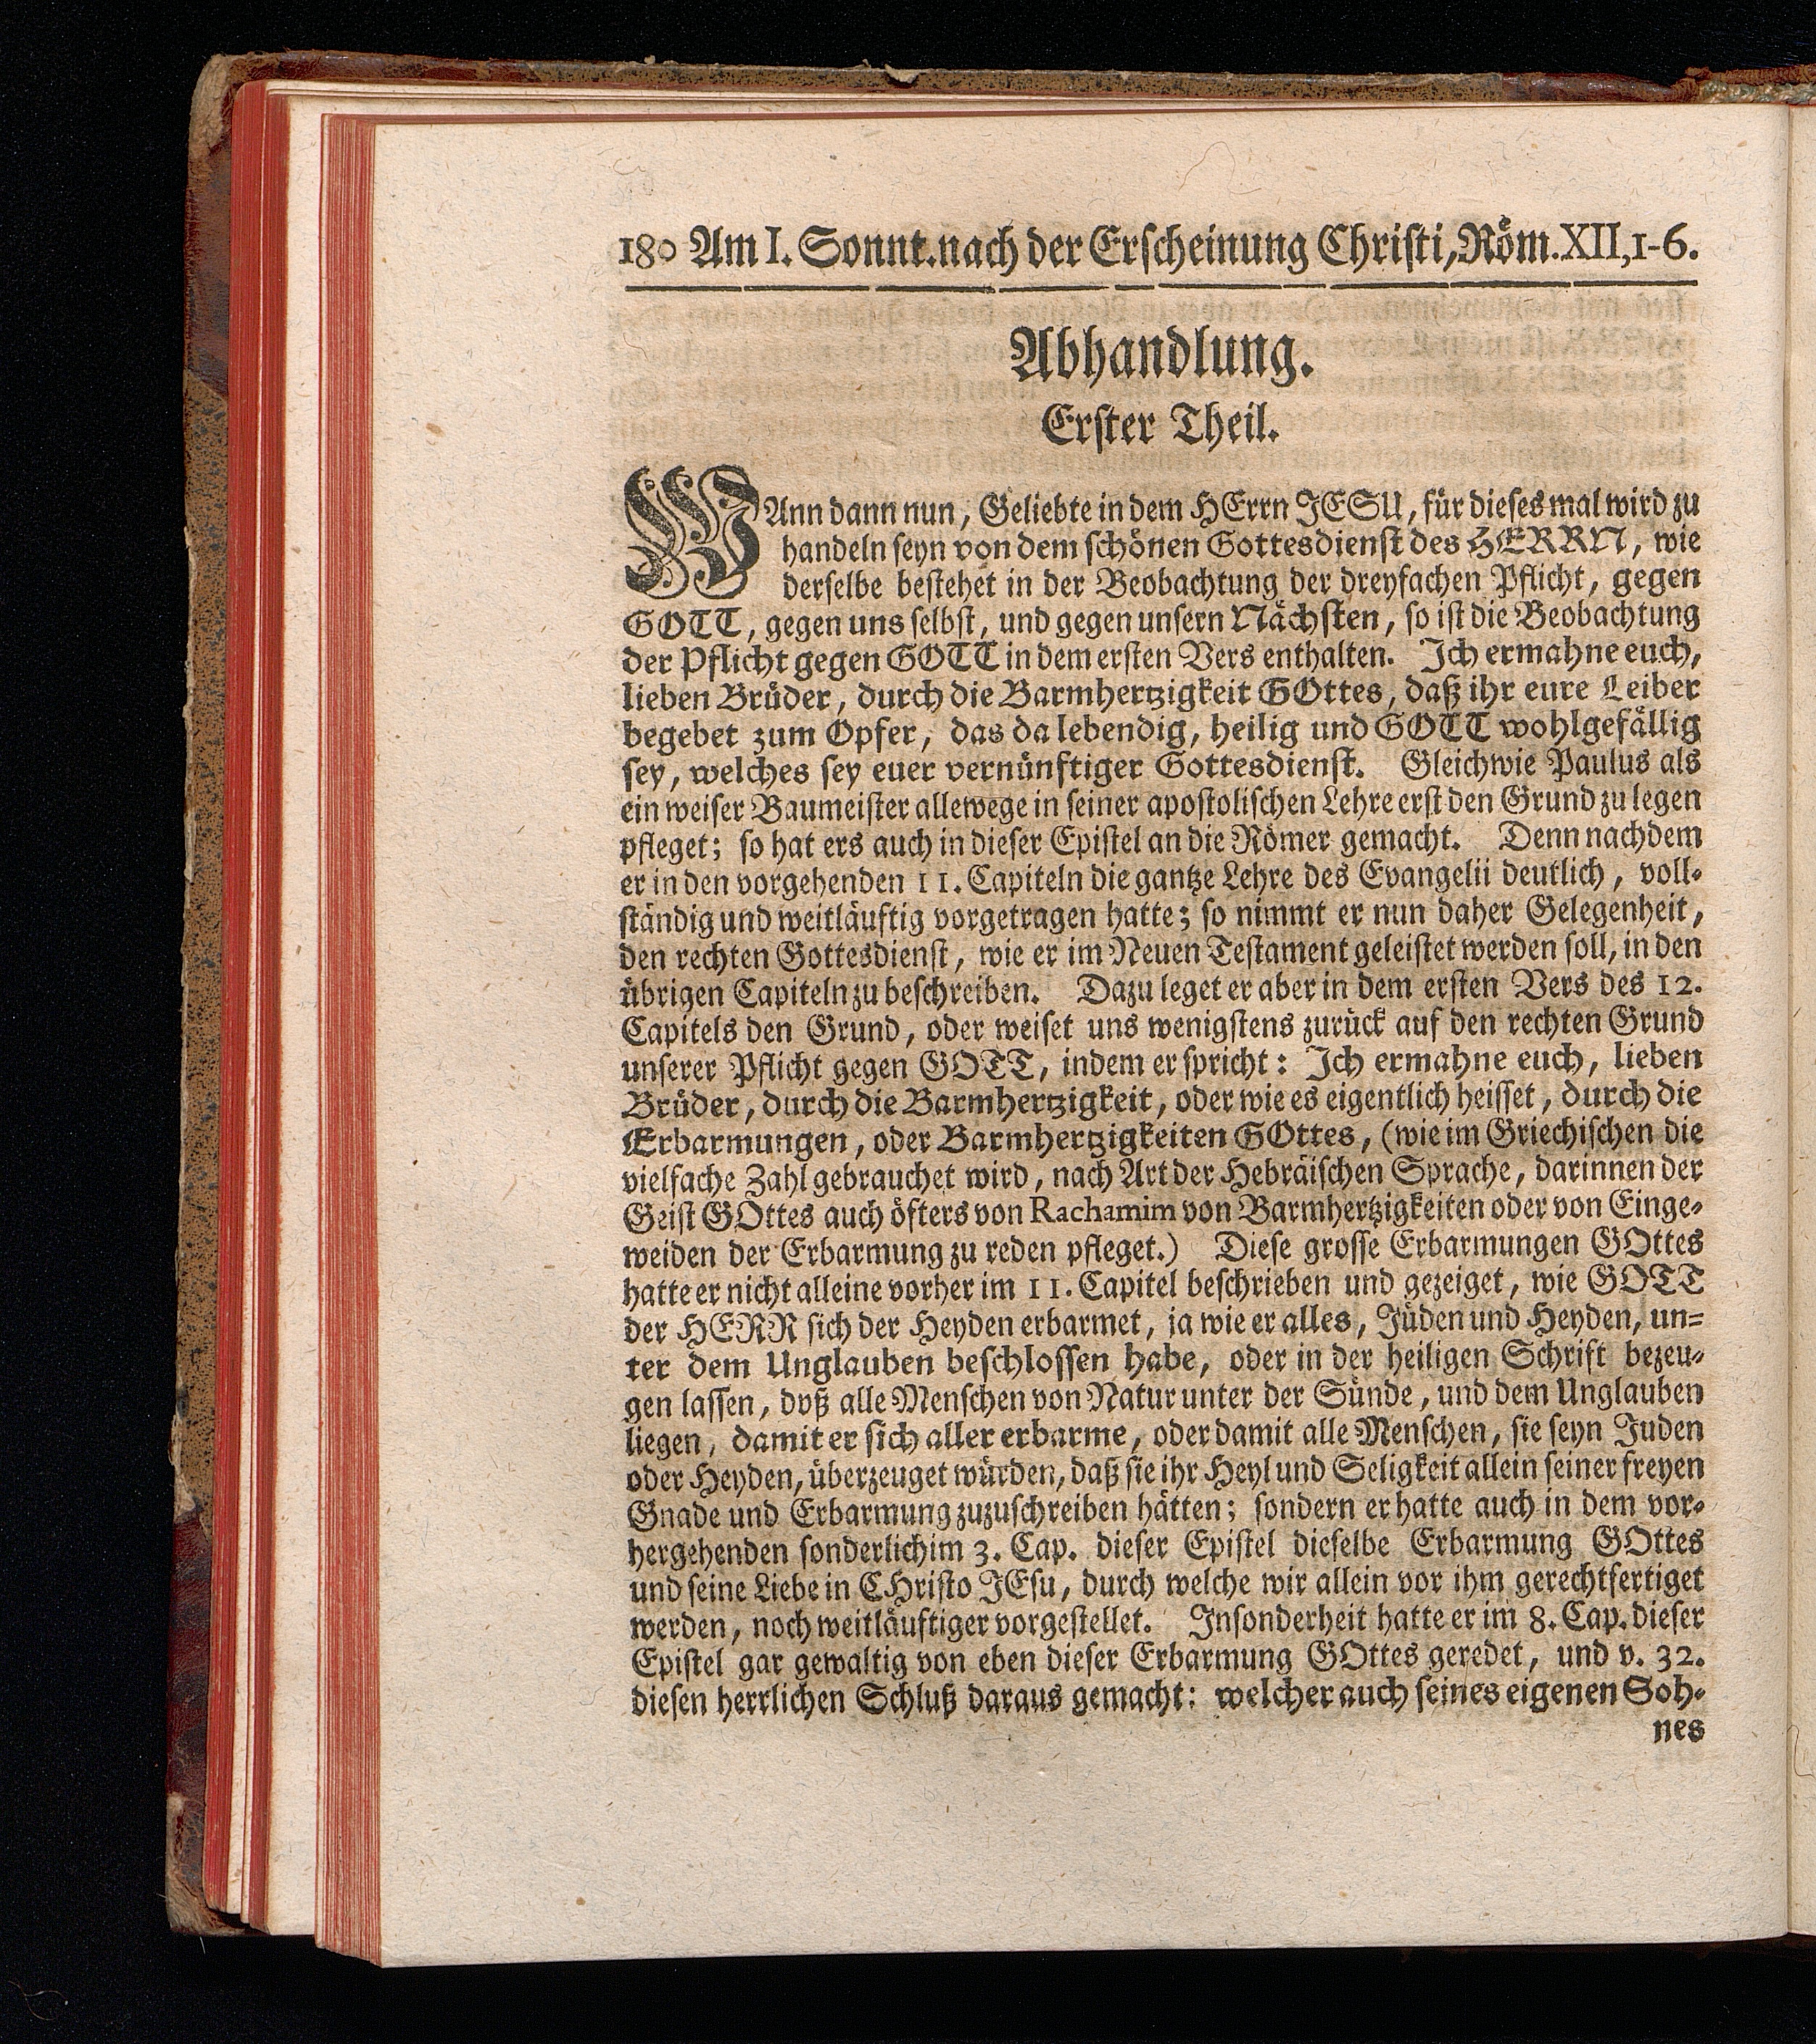 180 Am I. Sonnt. nach der Erscheinung Christi, Röm. XII, 1-6.
Abhandlung.
Erster Theil.
WAnn dann nun, Geliebte in dem HErrn JESU, für dieses mal wird zu
handeln seyn von dem schönen Gottesdienst des HERRN, wie
derselbe bestehet in der Beobachtung der dreyfachen Pflicht, gegen
GOTT, gegen uns selbst, und gegen unsern Nächsten, so ist die Beobachtung
der Pflicht gegen GOTT in dem ersten Vers enthalten. Ich ermahne euch,
lieben Brüder, durch die Barmhertzigkeit GOttes, daß ihr eure Leiber
begebet zum Opfer, das da lebendig, heilig und GOTT wohlgefällig
sey, welches sey euer vernünftiger Gottesdienst. Gleichwie Paulus als
ein weiser Baumeister allewege in seiner apostolischen Lehre erst den Grund zu legen
pfleget; so hat ers auch in dieser Epistel an die Römer gemacht. Denn nachdem
er in den vorgehenden 11. Capiteln die gantze Lehre des Evangelii deutlich, voll-
ständig und weitläuftig vorgetragen hatte; so nimmt er nun daher Gelegenheit,
den rechten Gottesdienst, wie er im Neuen Testament geleistet werden soll, in den
übrigen Capiteln zu beschreiben. Dazu leget er aber in dem ersten Vers des 12.
Capitels den Grund, oder weiset uns wenigstens zurück auf den rechten Grund
unserer Pflicht gegen GOTT, indem er spricht: Ich ermahne euch, lieben
Brüder, durch die Barmhertzigkeit, oder wie es eigentlich heisset, durch die
Erbarmungen, oder Barmhertzigkeiten GOttes, (wie im Griechischen die
vielfache Zahl gebrauchet wird, nach Art der Hebräischen Sprache, darinnen der
Geist GOttes auch öfters von Rachamim von Barmhertzigkeiten oder von Einge-
weiden der Erbarmung zu reden pfleget.) Diese grosse Erbarmungen GOttes
hatte er nicht alleine vorher im 11. Capitel beschrieben und gezeiget, wie GOTT
der HERR sich der Heyden erbarmet, ja wie er alles, Jüden und Heyden, un-
ter dem Unglauben beschlossen habe, oder in der heiligen Schrift bezeu-
gen lassen, doß alle Menschen von Natur unter der Sünde, und dem Unglauben
liegen, damit er sich aller erbarme, oder damit alle Menschen, sie seyn Juden
oder Heyden, überzeuget würden, daß sie ihr Heyl und Seligkeit allein seiner freyen
Gnade und Erbarmung zuzuschreiben hätten; sondern er hatte auch in dem vor-
hergehenden sonderlich im 3. Cap. dieser Epistel dieselbe Erbarmung GOttes
und seine Liebe in CHristo JEsu, durch welche wir allein vor ihm gerechtfertiget
werden, noch weitläuftiger vorgestellet. Insonderheit hatte er im 8. Cap. dieser
Epistel gar gewaltig von eben dieser Erbarmung GOttes geredet, und v. 32.
diesen herrlichen Schluß daraus gemacht: welcher auch seines eigenen Soh-
nes